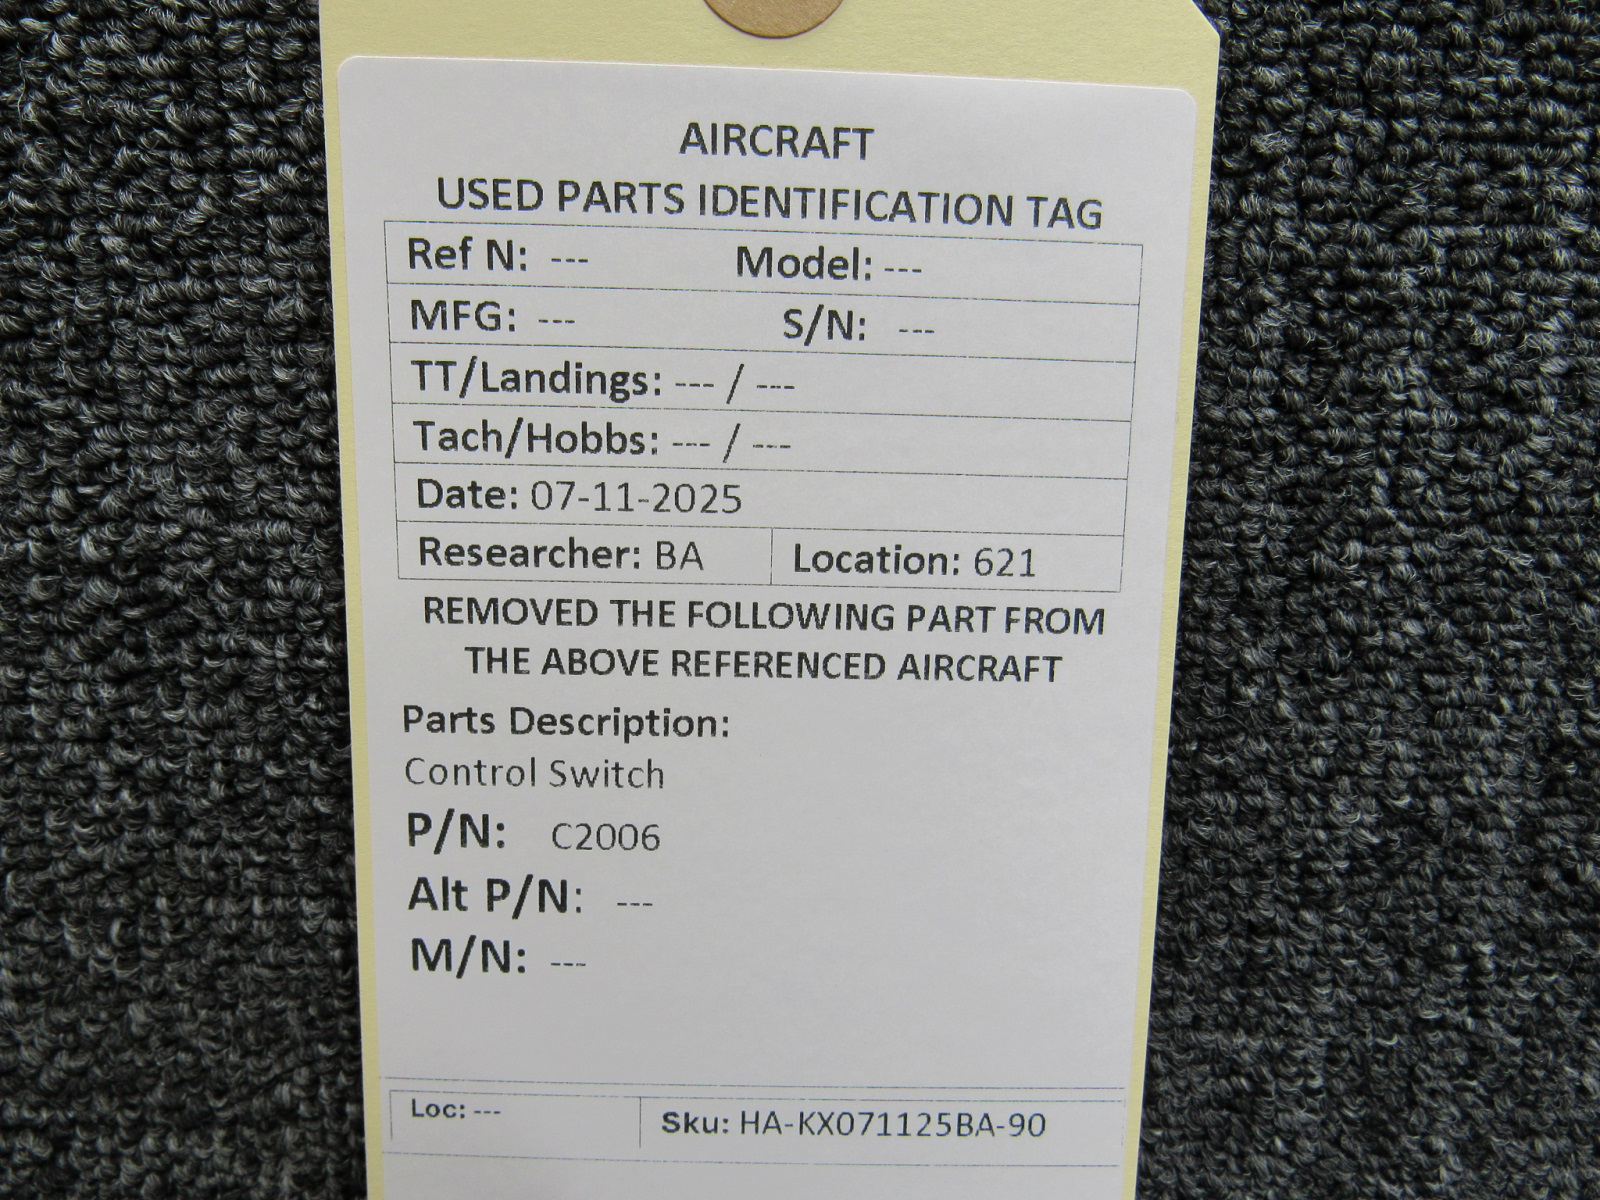 AIRCRAFT
USED PARTS IDENTIFICATION TAG
Ref N: --- Model: ---
MFG: --- S/N: ---
TT/Landings: --- / ---
Tach/Hobbs: --- / ---
Date: 07-11-2025
Researcher: BA Location: 621
REMOVED THE FOLLOWING PART FROM
THE ABOVE REFERENCED AIRCRAFT
Parts Description:
Control Switch
P/N: C2006
Alt P/N: ---
M/N: ---
Loc: --- Sku: HA-KX071125BA-90